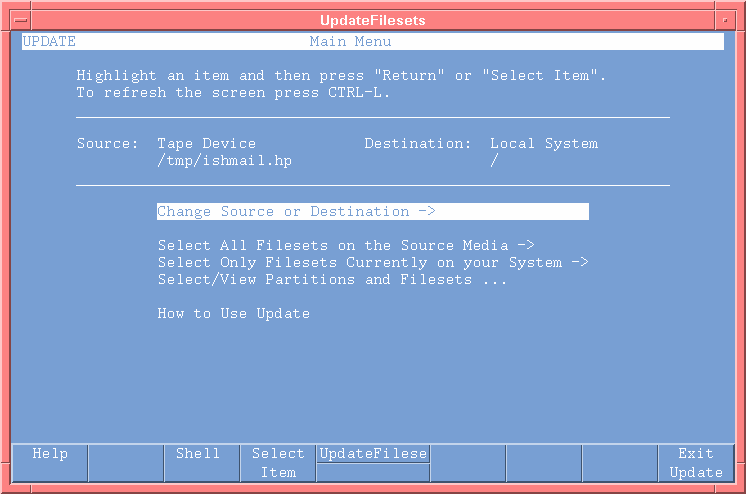 UpdateFilesets
UPDATE Main Menu
Highlight an item and then press "Return" or "Select Item".
To refresh the screen press CTRL-L.
Source: Tape Device Destination: Local System
/tmp/ishmail.hp /
Change Source or Destination ->
Select All Filesets on the Source Media ->
Select Only Filesets Currently on your System ->
Select/View Partitions and Filesets ...
How to Use Update
Help Shell Select UpdateFilese Exit
Item Update